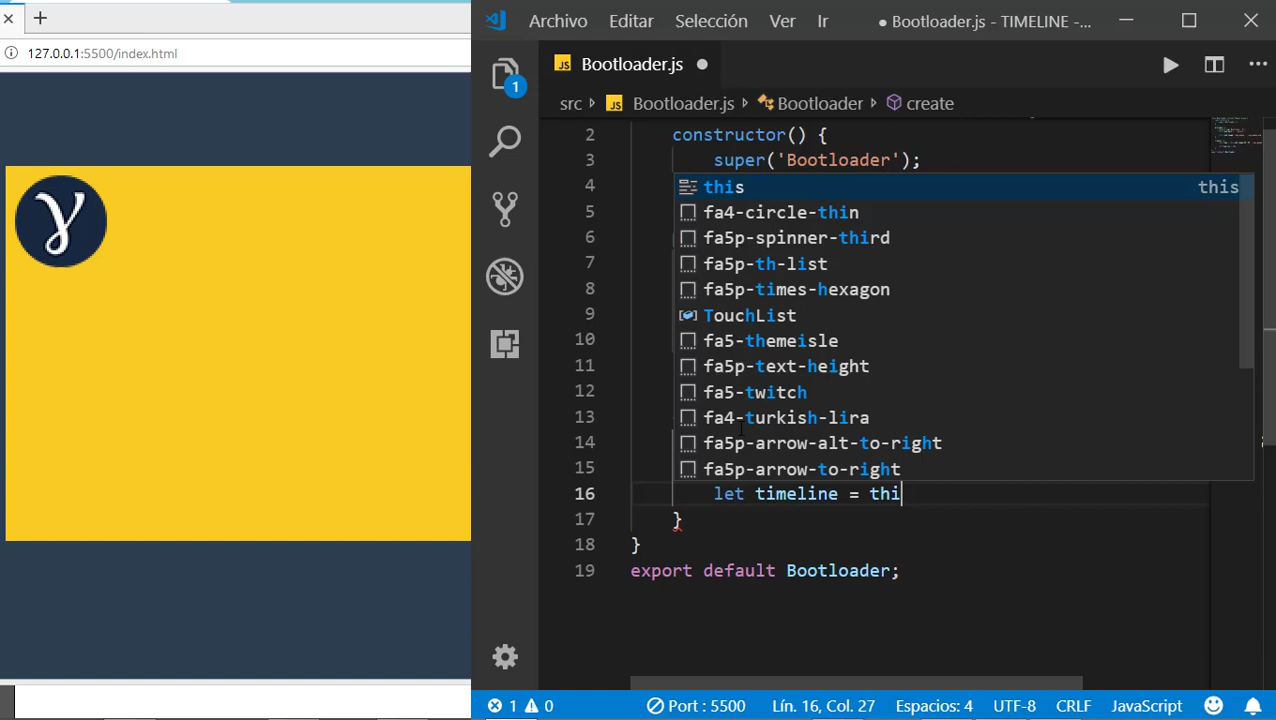 127.0.0.1:5500/index.html
γ
Archivo Editar Selección Ver Ir ● Bootloader.js - TIMELINE -...
JS Bootloader.js ●
src > JS Bootloader.js > Bootloader > create
1
2 constructor() {
3 super('Bootloader');
4 this this
5 fa4-circle-thin
6 fa5p-spinner-third
7 fa5p-th-list
8 fa5p-times-hexagon
9 TouchList
10 fa5-themeisle
11 fa5p-text-height
12 fa5-twitch
13 fa4-turkish-lira
14 fa5p-arrow-alt-to-right
15 fa5p-arrow-to-right
16 let timeline = thi
17 }
18 }
19 export default Bootloader;
1 0 Port : 5500 Lín. 16, Col. 27 Espacios: 4 UTF-8 CRLF JavaScript